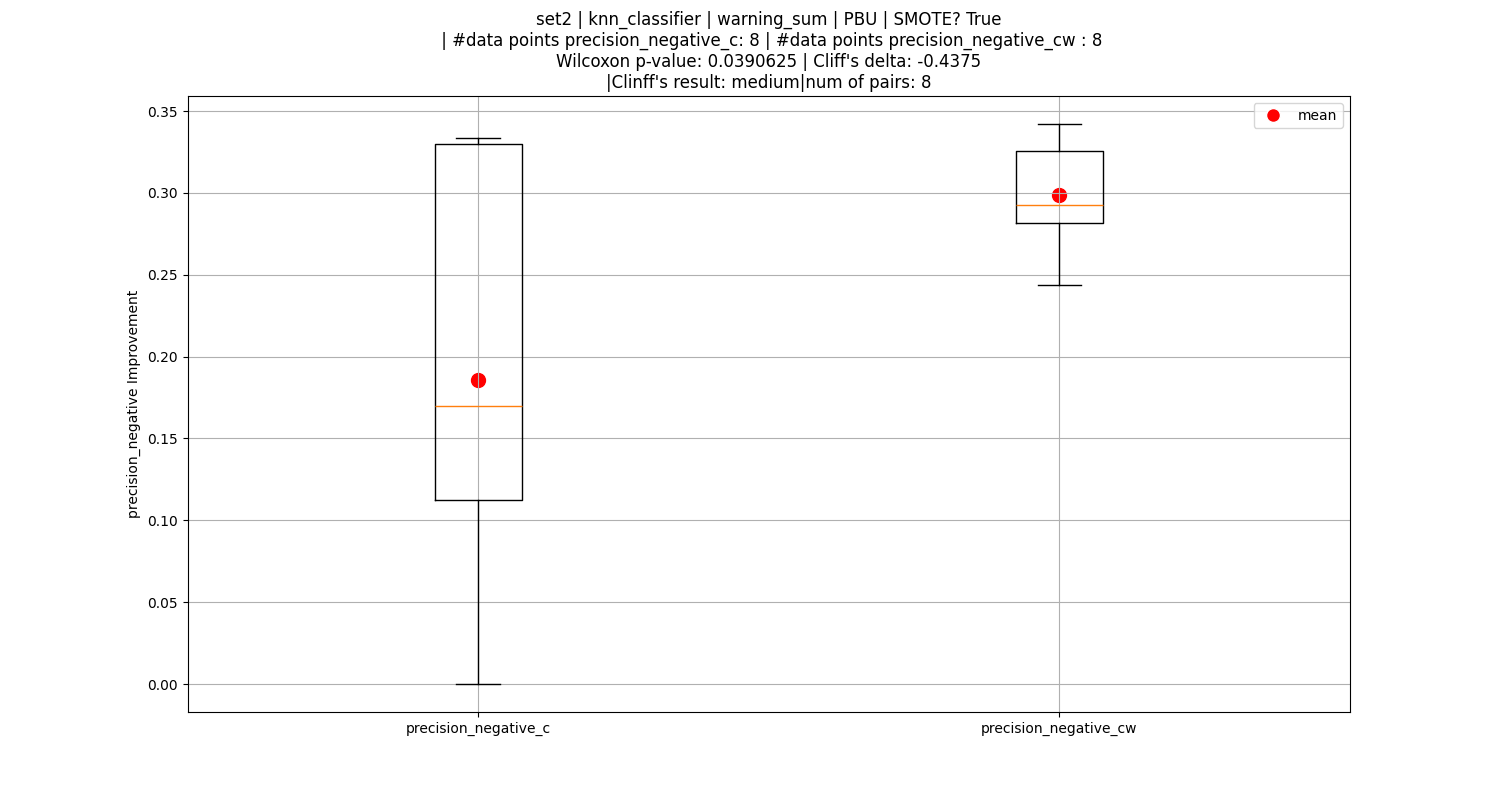 set2 | knn_classifier | warning_sum | PBU | SMOTE? True
| #data points precision_negative_c: 8 | #data points precision_negative_cw : 8
Wilcoxon p-value: 0.0390625 | Cliff's delta: -0.4375
|Clinff's result: medium|num of pairs: 8
mean
0.35
0.30
0.25
0.20
0.15
0.10
0.05
0.00
precision_negative Improvement
precision_negative_c
precision_negative_cw